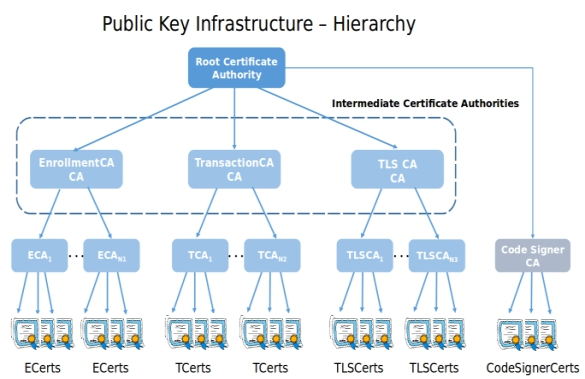 Public Key Infrastructure – Hierarchy
Root Certificate
Authority
Intermediate Certificate Authorities
EnrollmentCA
CA
TransactionCA
CA
TLS CA
CA
ECA1
...
ECAN1
TCA1
...
TCAN2
TLSCA1
...
TLSCAN3
Code Signer
CA
ECerts
ECerts
TCerts
TCerts
TLSCerts
TLSCerts
CodeSignerCerts